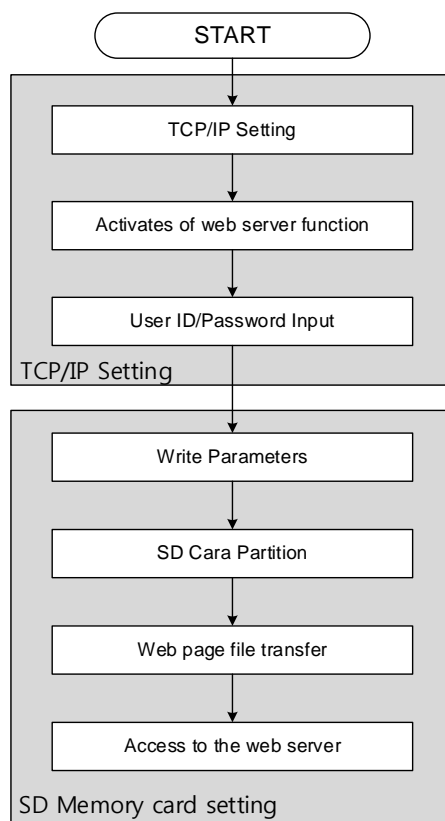 START
TCP/IP Setting
Activates of web server function
User ID/Password Input
TCP/IP Setting
Write Parameters
SD Cara Partition
Web page file transfer
Access to the web server
SD Memory card setting